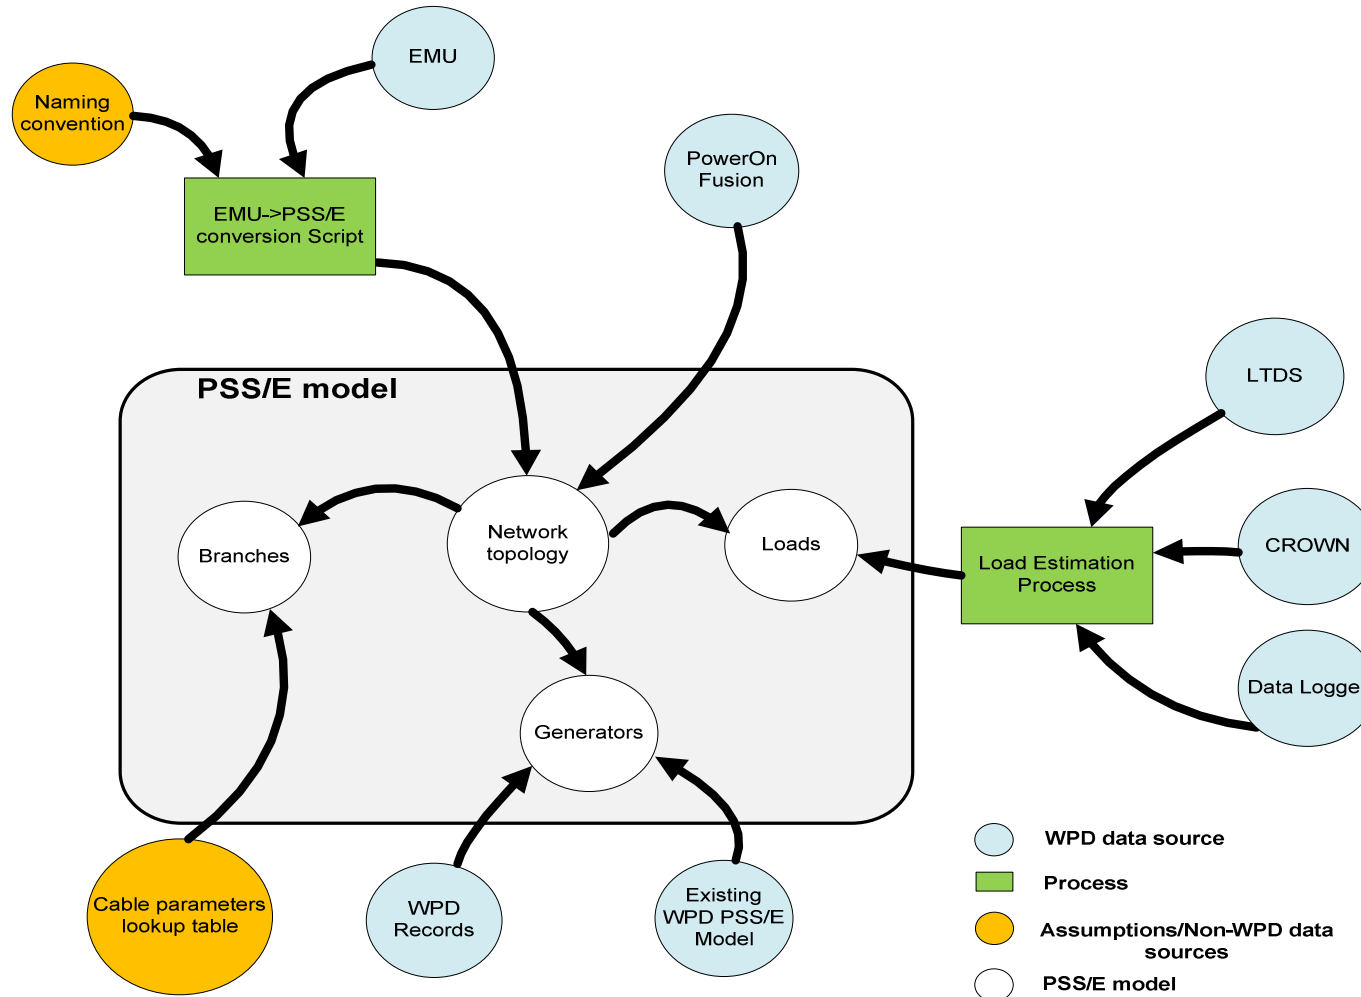 EMU
Naming
convention
PowerOn
Fusion
EMU->PSS/E
conversion Script
LTDS
PSS/E model
Network
topology
Branches
Loads
Load Estimation
Process
CROWN
Data Logge
Generators
Cable parameters
lookup table
WPD
Records
Existing
WPD PSS/E
Model
WPD data source
Process
Assumptions/Non-WPD data
sources
PSS/E model